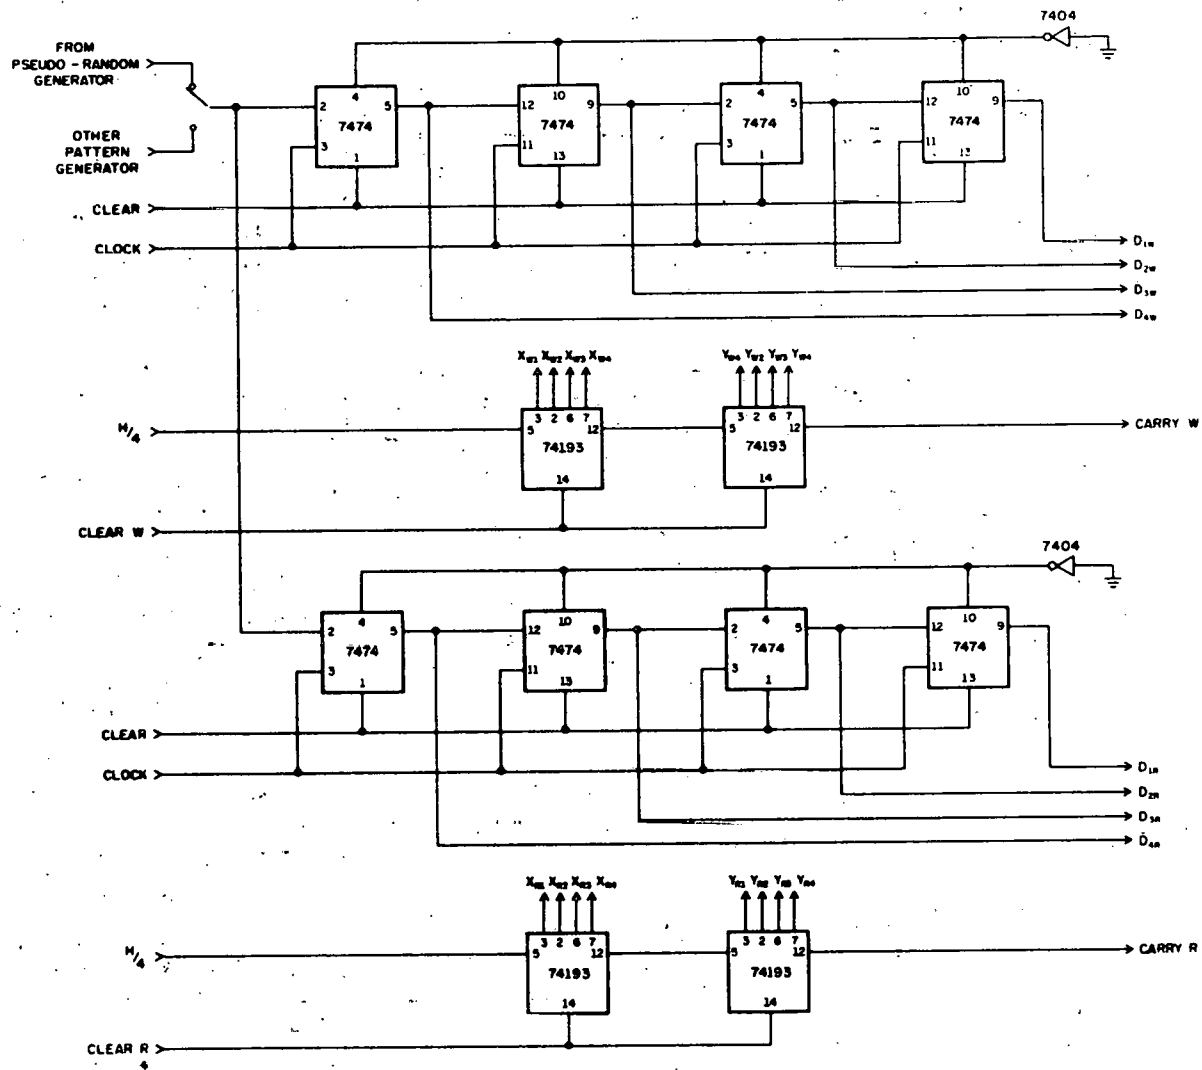 7404
FROM
PSEUDO - RANDOM
GENERATOR
OTHER
PATTERN
GENERATOR
2 4 5 7474 3 1
12 10 9 7474 11 13
2 4 5 7474 3 1
12 10 9 7474 11 13
CLEAR
CLOCK
D1W
D2W
D3W
D4W
XW1 XW2 XW3 XW4
YW4 YW2 YW3 YW4
H/4
5 3 2 6 7 12 74193 14
5 3 2 6 7 12 74193 14
CARRY W
CLEAR W
7404
2 4 5 7474 3 1
12 10 9 7474 11 13
2 4 5 7474 3 1
12 10 9 7474 11 13
CLEAR
CLOCK
D1R
D2R
D3R
D4R
XR1 XR2 XR3 XR4
YR1 YR2 YR3 YR4
H/4
5 3 2 6 7 12 74193 14
5 3 2 6 7 12 74193 14
CARRY R
CLEAR R